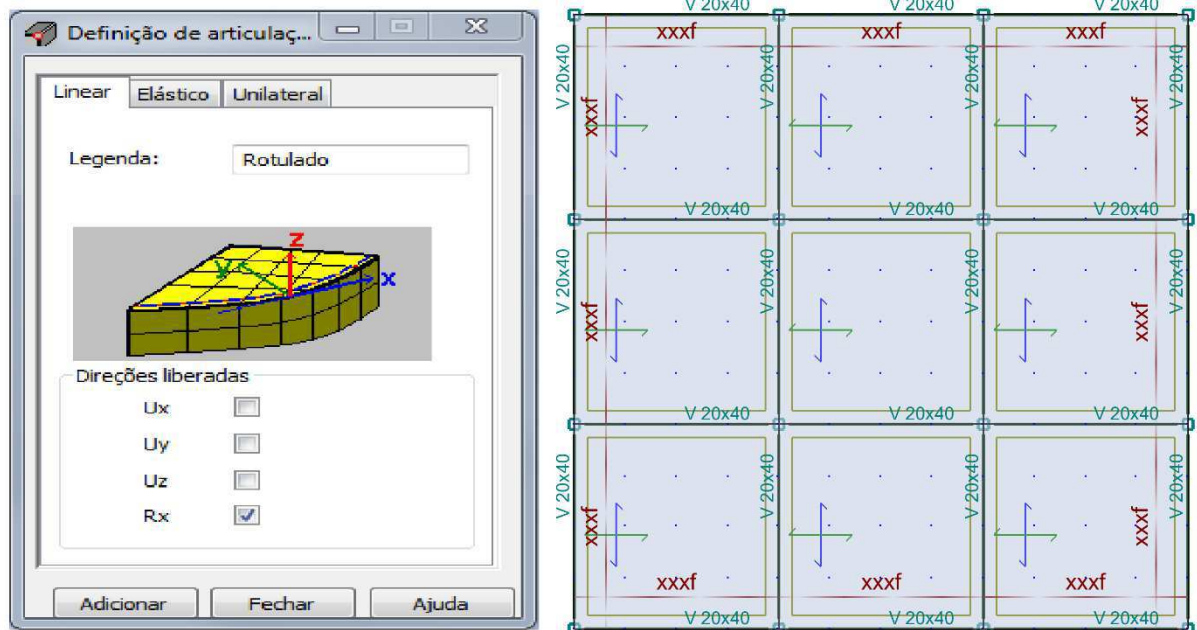 Definição de articulaç...
Linear Elástico Unilateral
Legenda: Rotulado
z
y
x
Direções liberadas
Ux
Uy
Uz
Rx
Adicionar Fechar Ajuda
V 20x40 V 20x40 V 20x40
xxxf xxxf xxxf
V 20x40 V 20x40 V 20x40 V 20x40
xxxf xxxf
V 20x40 V 20x40 V 20x40
V 20x40 V 20x40 V 20x40 V 20x40
xxxf xxxf
V 20x40 V 20x40 V 20x40
V 20x40 V 20x40 V 20x40 V 20x40
xxxf xxxf
xxxf xxxf xxxf
V 20x40 V 20x40 V 20x40